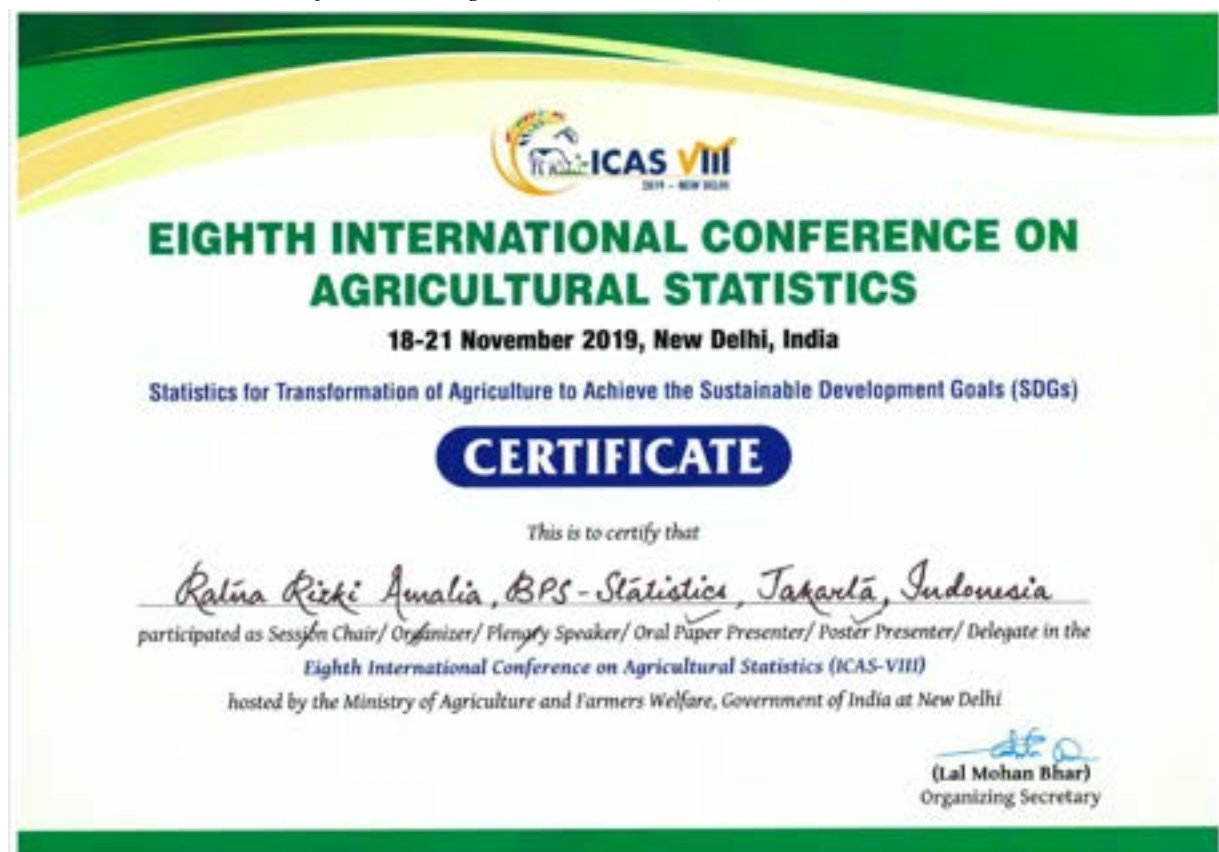 ICAS VIII
2019 - NEW DELHI
EIGHTH INTERNATIONAL CONFERENCE ON
AGRICULTURAL STATISTICS
18-21 November 2019, New Delhi, India
Statistics for Transformation of Agriculture to Achieve the Sustainable Development Goals (SDGs)
CERTIFICATE
This is to certify that
Ratna Rizki Amalia, BPS-Statistics, Jakarta, Indonesia
participated as Session Chair/ Organizer/ Plenary Speaker/ Oral Paper Presenter/ Poster Presenter/ Delegate in the
Eighth International Conference on Agricultural Statistics (ICAS-VIII)
hosted by the Ministry of Agriculture and Farmers Welfare, Government of India at New Delhi
(Lal Mohan Bhar)
Organizing Secretary